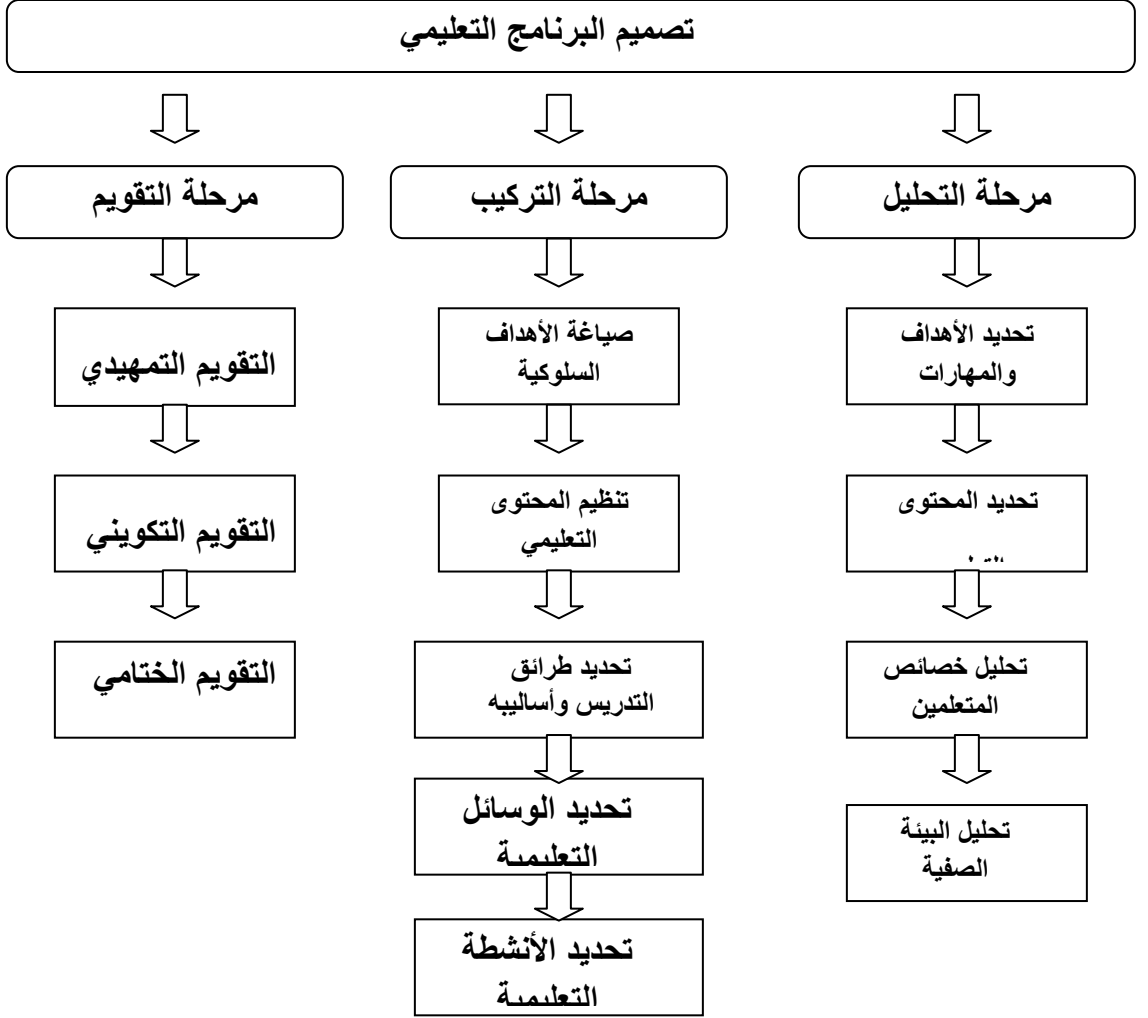 تصميم البرنامج التعليمي
مرحلة التحليل
مرحلة التركيب
مرحلة التقويم
تحديد الأهداف
والمهارات
صياغة الأهداف
السلوكية
التقويم التمهيدي
تحديد المحتوى
تنظيم المحتوى
التعليمي
التقويم التكويني
تحليل خصائص
المتعلمين
تحديد طرائق
التدريس وأساليبه
التقويم الختامي
تحليل البيئة
الصفية
تحديد الوسائل
التعليمية
تحديد الأنشطة
التعليمية